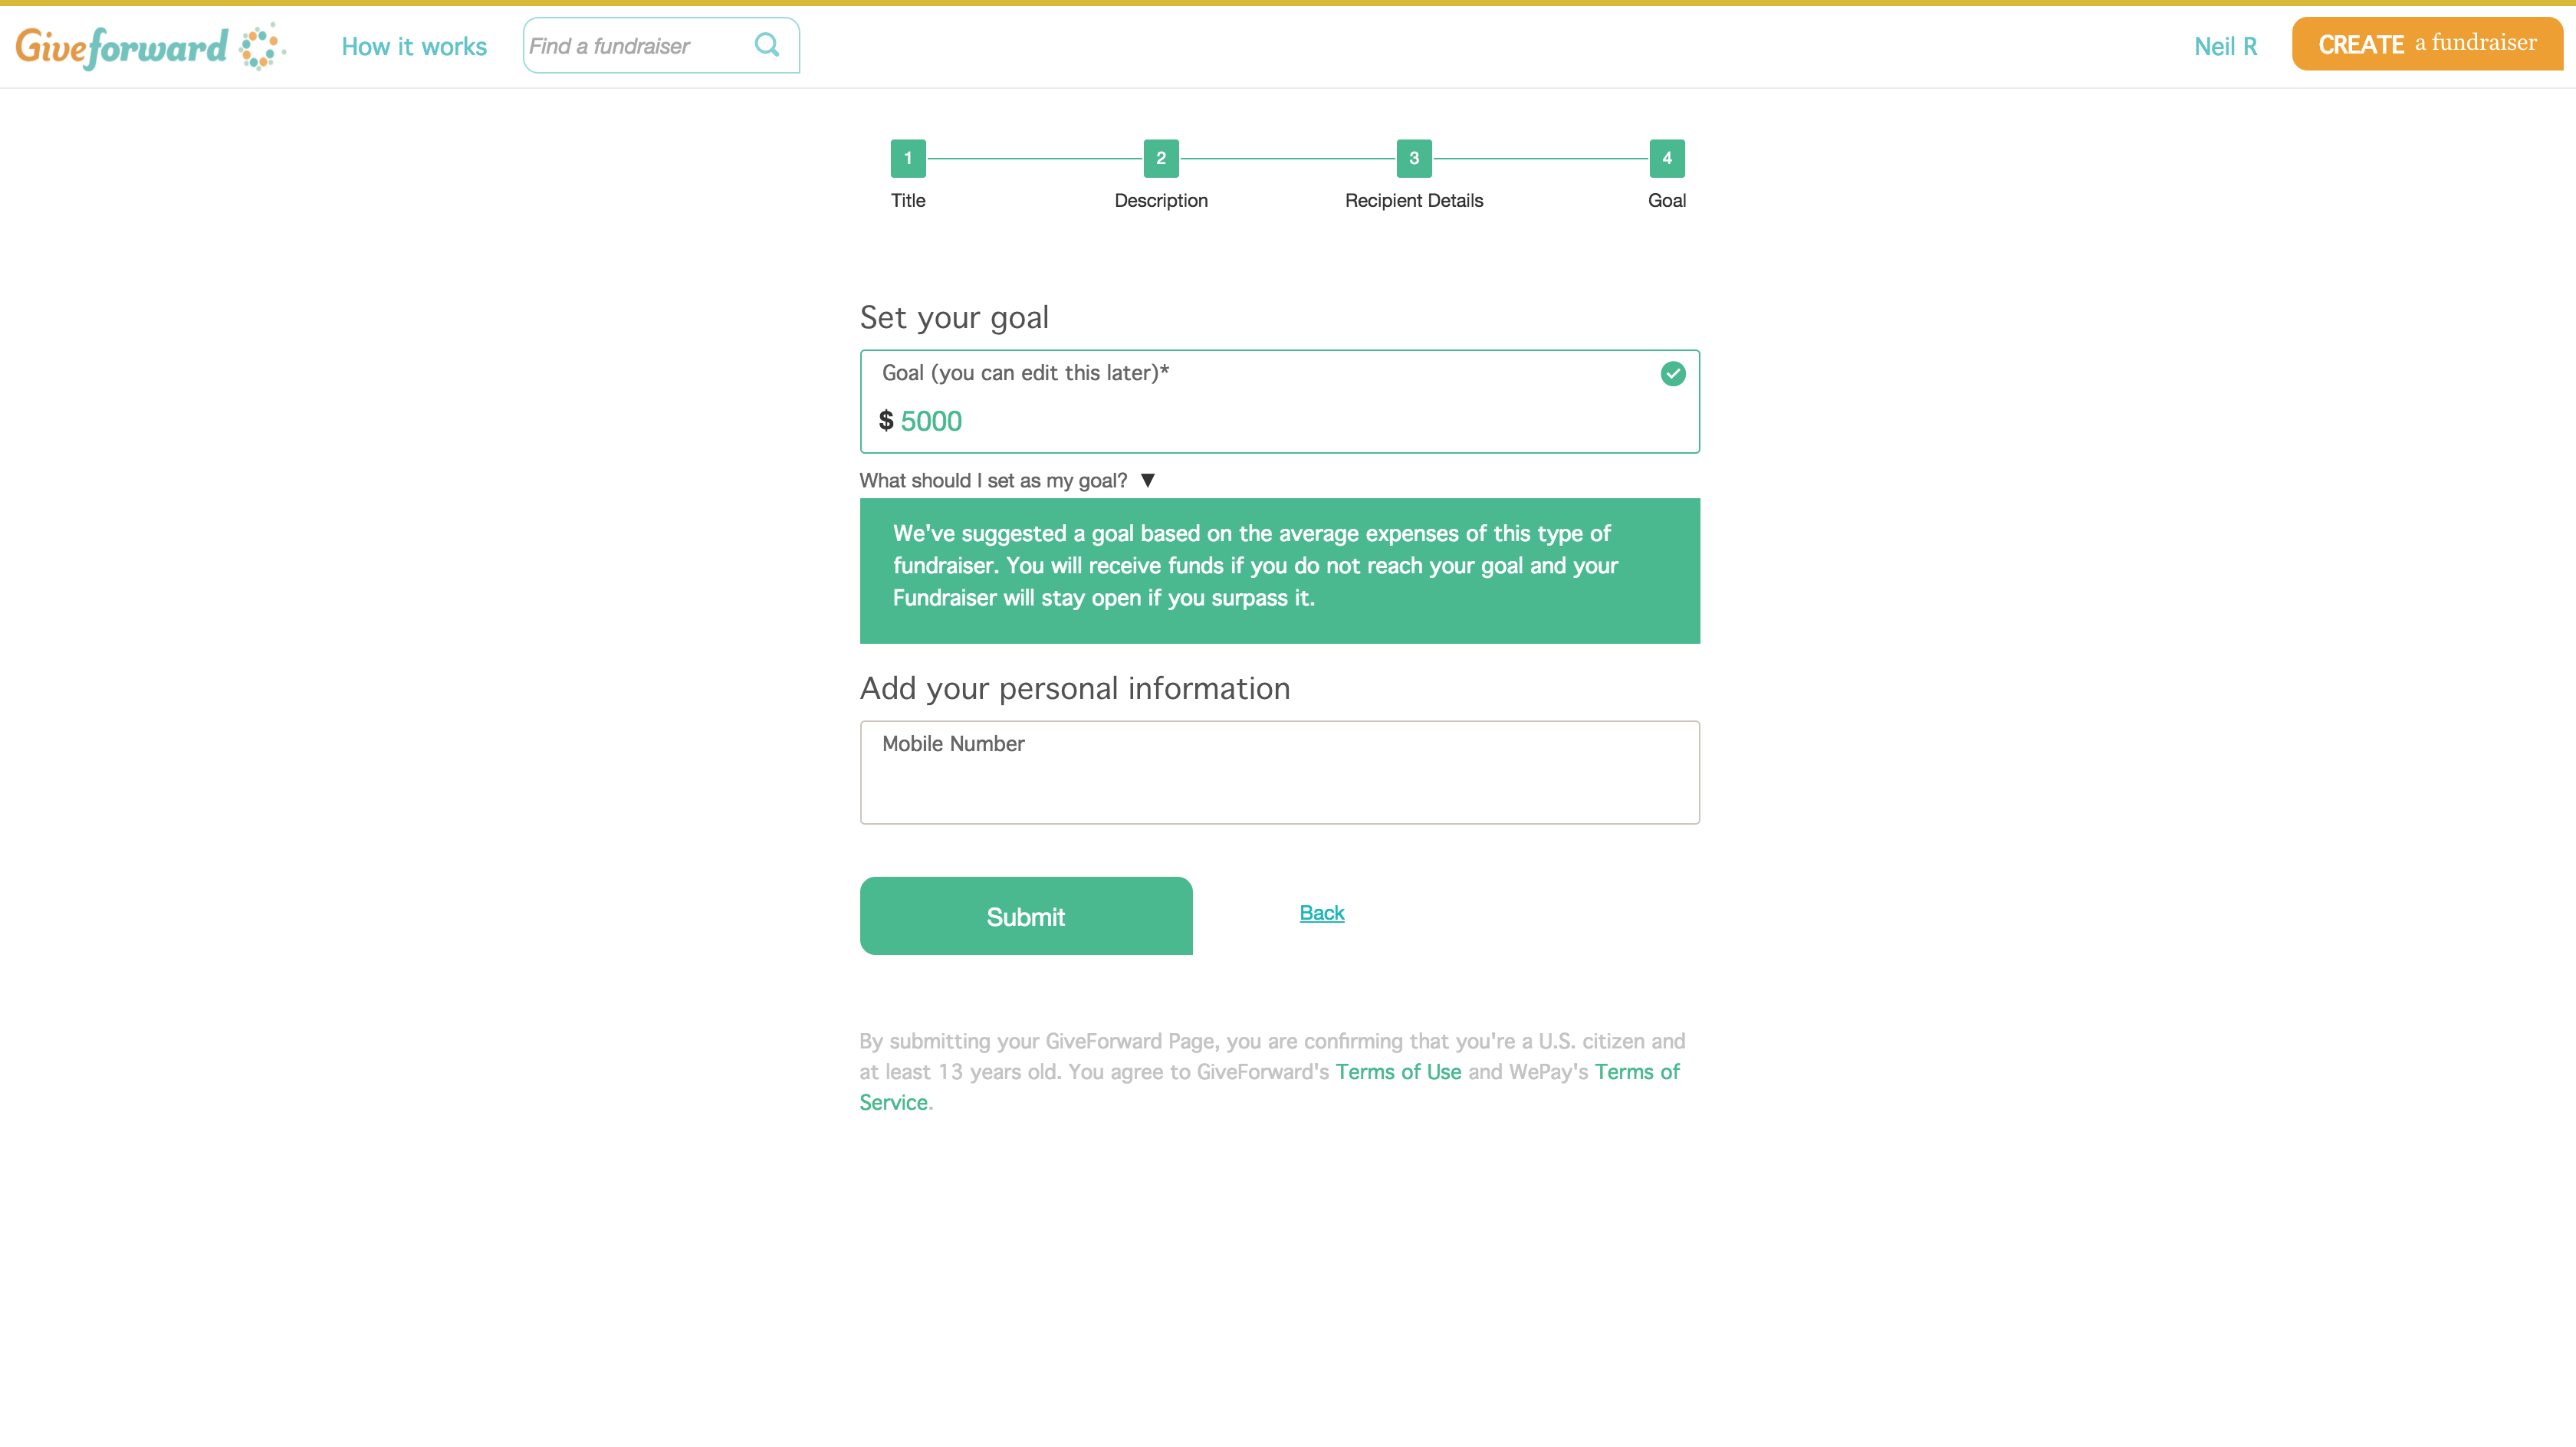 Giveforward
How it works
Find a fundraiser
Neil R
CREATE a fundraiser
1
2
3
4
Title
Description
Recipient Details
Goal
Set your goal
Goal (you can edit this later)*
$ 5000
What should I set as my goal? ▼
We've suggested a goal based on the average expenses of this type of
fundraiser. You will receive funds if you do not reach your goal and your
Fundraiser will stay open if you surpass it.
Add your personal information
Mobile Number
Submit
Back
By submitting your GiveForward Page, you are confirming that you're a U.S. citizen and
at least 13 years old. You agree to GiveForward's Terms of Use and WePay's Terms of
Service.